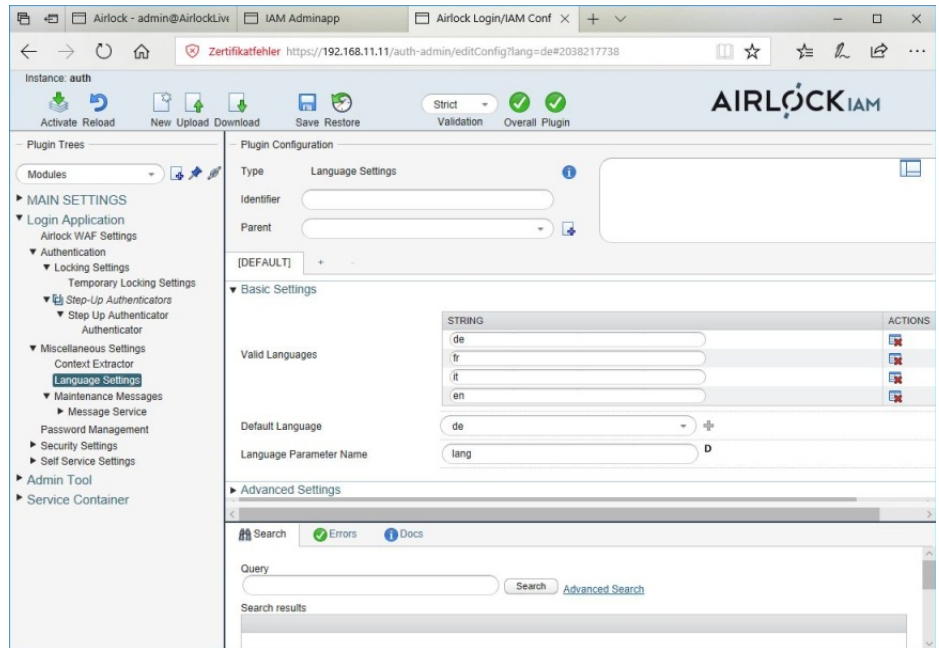 Airlock - admin@AirlockLive
IAM Adminapp
Airlock Login/IAM Conf
Zertifikatfehler https://192.168.11.11/auth-admin/editConfig?lang=de#2038217738
Instance: auth
Activate Reload New Upload Download Save Restore
Strict
Validation Overall Plugin
AIRLOCK IAM
Plugin Trees
Modules
MAIN SETTINGS
Login Application
Airlock WAF Settings
Authentication
Locking Settings
Temporary Locking Settings
Step-Up Authenticators
Step Up Authenticator
Authenticator
Miscellaneous Settings
Context Extractor
Language Settings
Maintenance Messages
Message Service
Password Management
Security Settings
Self Service Settings
Admin Tool
Service Container
Plugin Configuration
Type Language Settings
Identifier
Parent
[DEFAULT] + -
Basic Settings
STRING ACTIONS
Valid Languages
de
fr
it
en
Default Language de
Language Parameter Name lang D
Advanced Settings
Search Errors Docs
Query
Search Advanced Search
Search results